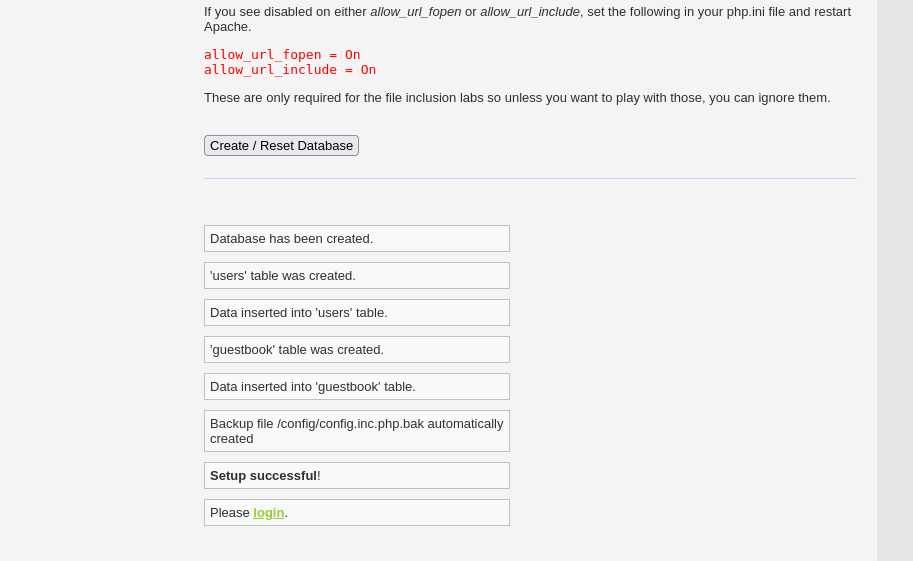 If you see disabled on either allow_url_fopen or allow_url_include, set the following in your php.ini file and restart
Apache.
allow_url_fopen = On
allow_url_include = On
These are only required for the file inclusion labs so unless you want to play with those, you can ignore them.
Create / Reset Database
Database has been created.
'users' table was created.
Data inserted into 'users' table.
'guestbook' table was created.
Data inserted into 'guestbook' table.
Backup file /config/config.inc.php.bak automatically
created
Setup successful!
Please login.